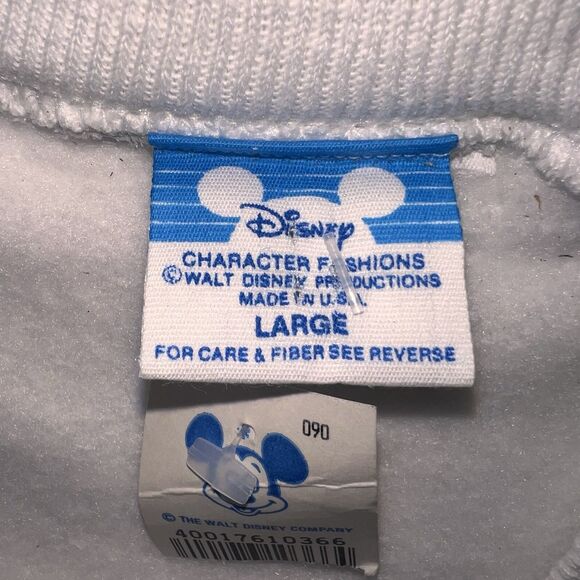 Disney
CHARACTER FASHIONS
© WALT DISNEY PRODUCTIONS
MADE IN U.S.A.
LARGE
FOR CARE & FIBER SEE REVERSE
090
© THE WALT DISNEY COMPANY
40017610366